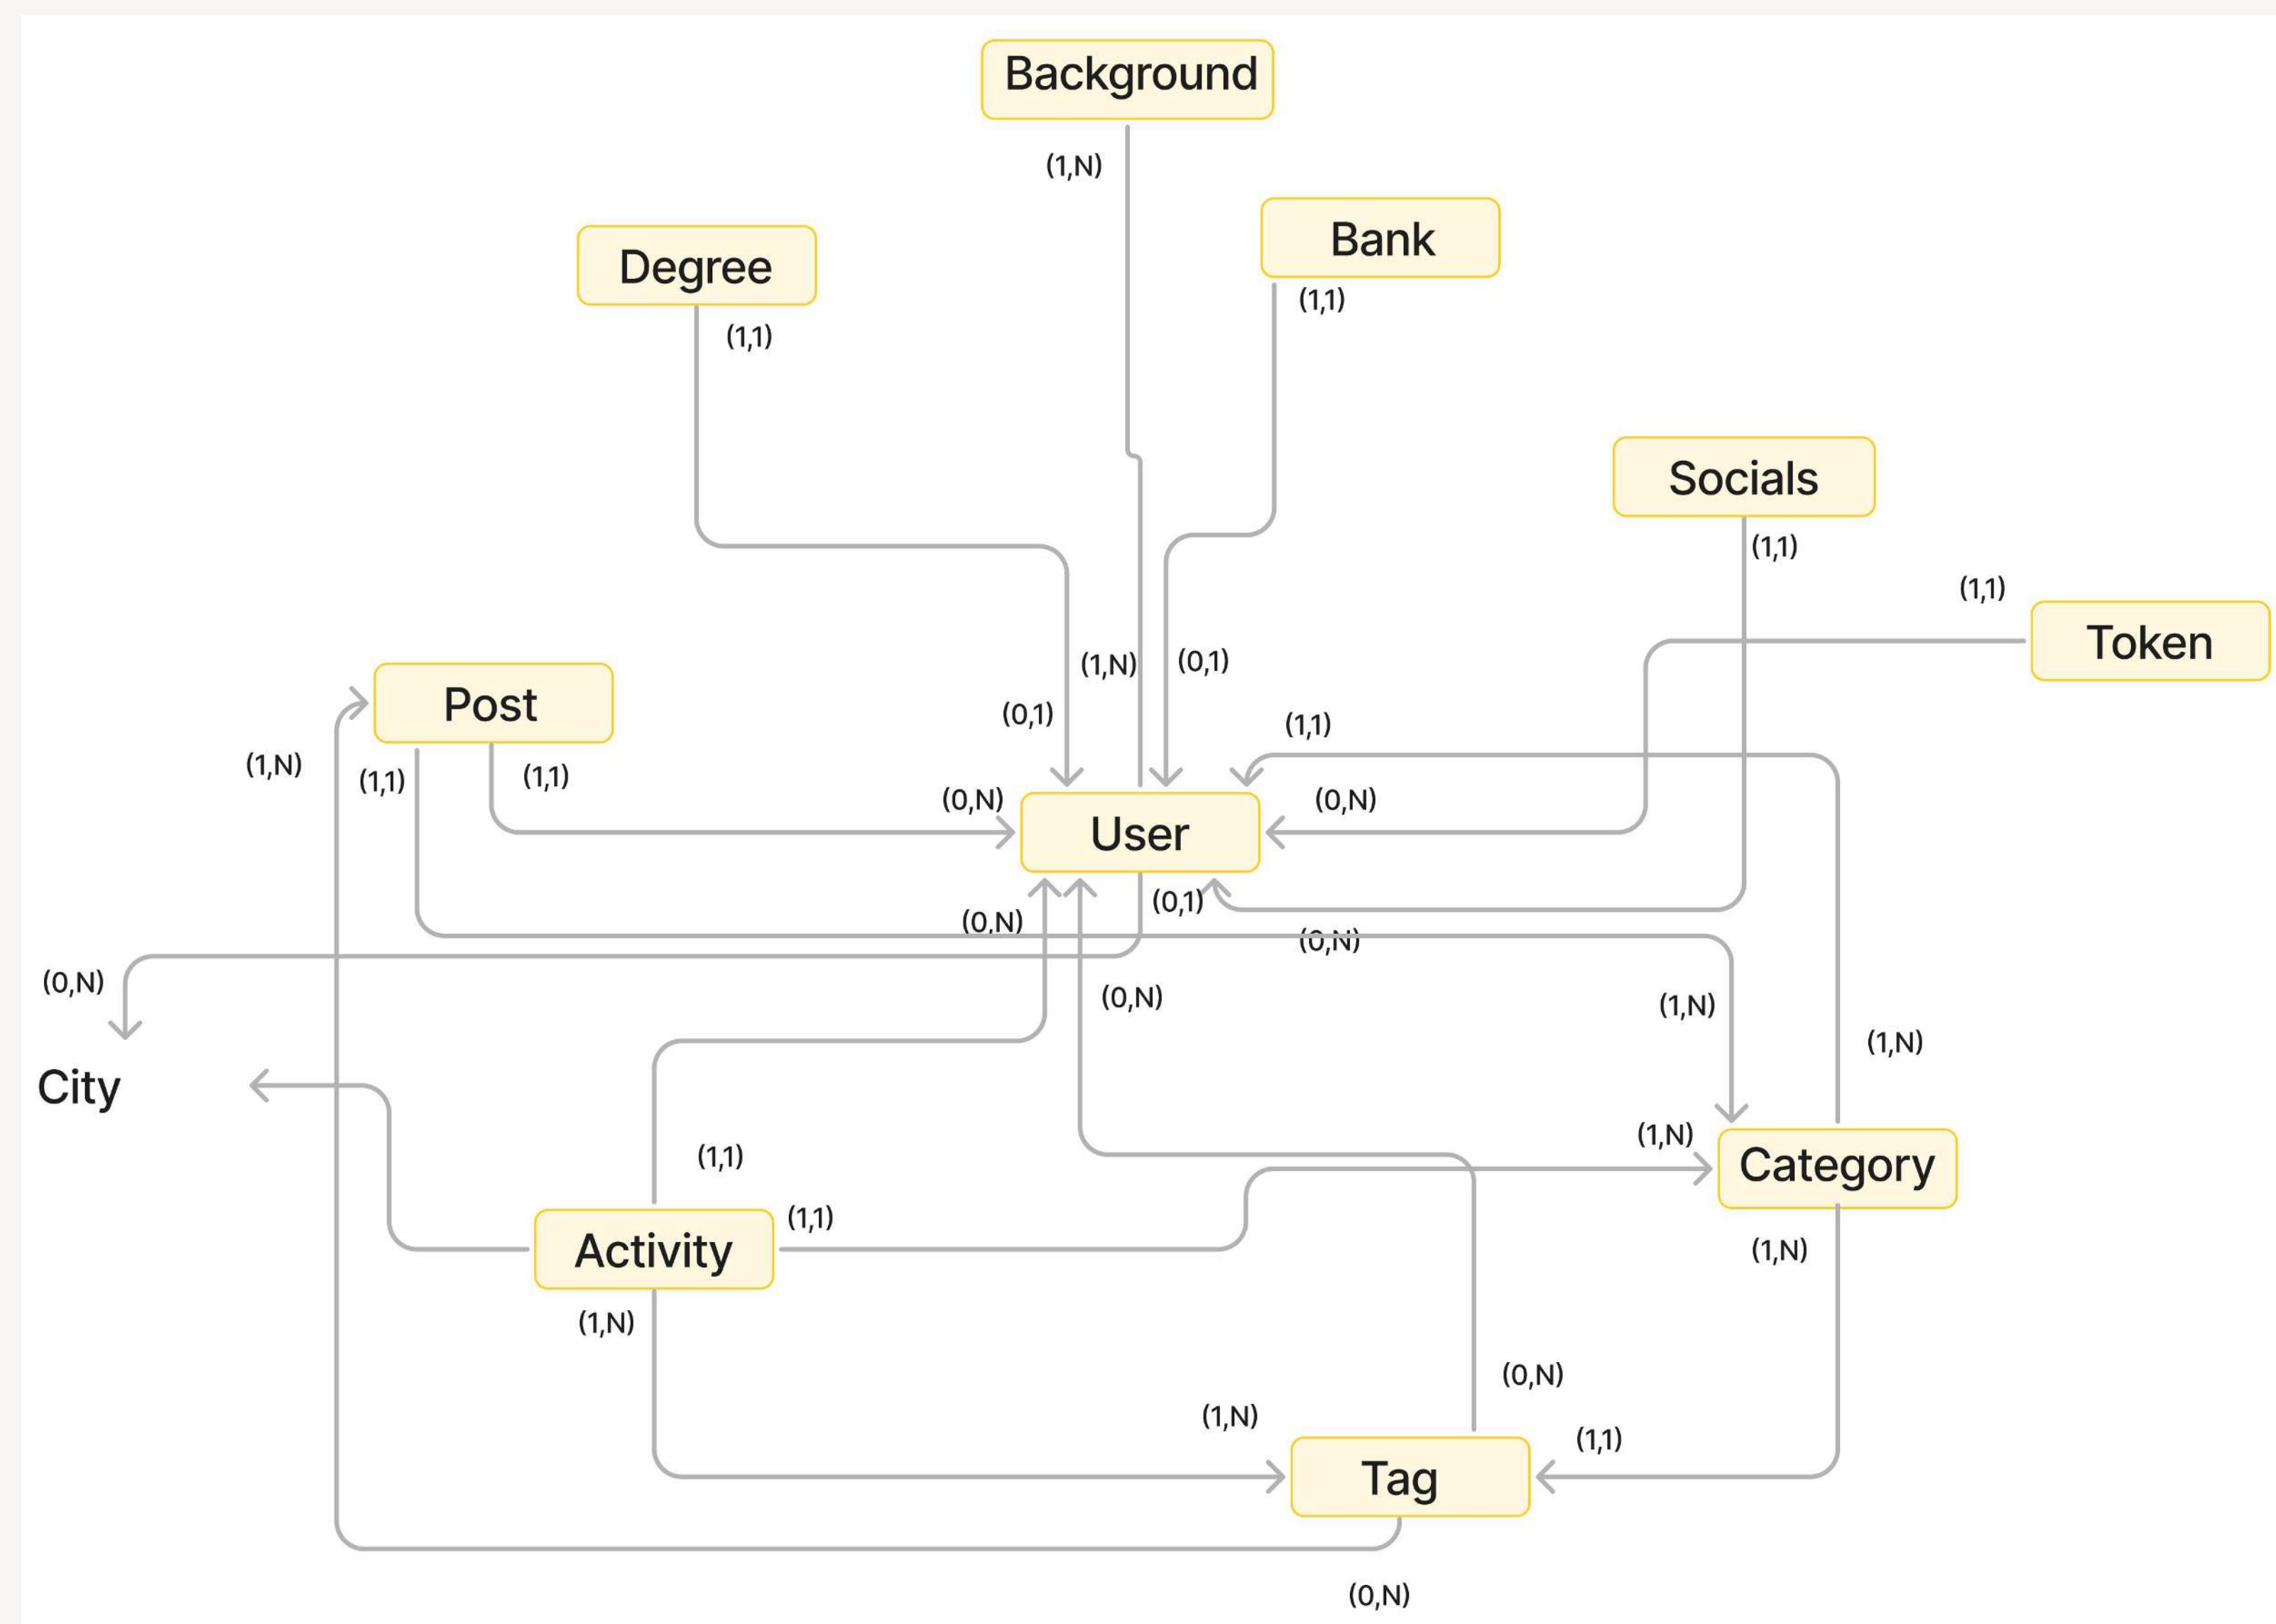 Background
(1,N)
Bank
Degree
(1,1)
(1,1)
Socials
(1,1)
(1,1)
Token
(1,N)
(0,1)
Post
(0,1)
(1,1)
(1,N)
(1,1)
(1,1)
(0,N)
(0,N)
User
(0,1)
(0,N)
(0,N)
(0,N)
(0,N)
(1,N)
(1,N)
City
(1,N)
(1,1)
Category
(1,1)
Activity
(1,N)
(1,N)
(0,N)
(1,N)
(1,1)
Tag
(0,N)